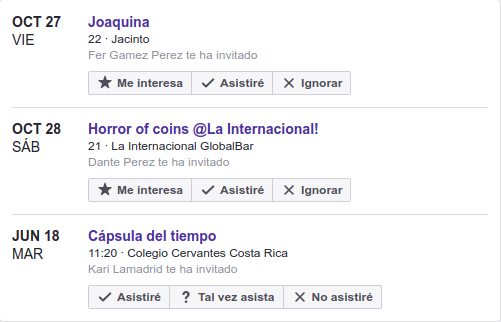 OCT 27 Joaquina
VIE 22 · Jacinto
Fer Gamez Perez te ha invitado
Me interesa Asistiré Ignorar
OCT 28 Horror of coins @La Internacional!
SÁB 21 · La Internacional GlobalBar
Dante Perez te ha invitado
Me interesa Asistiré Ignorar
JUN 18 Cápsula del tiempo
MAR 11:20 · Colegio Cervantes Costa Rica
Kari Lamadrid te ha invitado
Asistiré ? Tal vez asista No asistiré